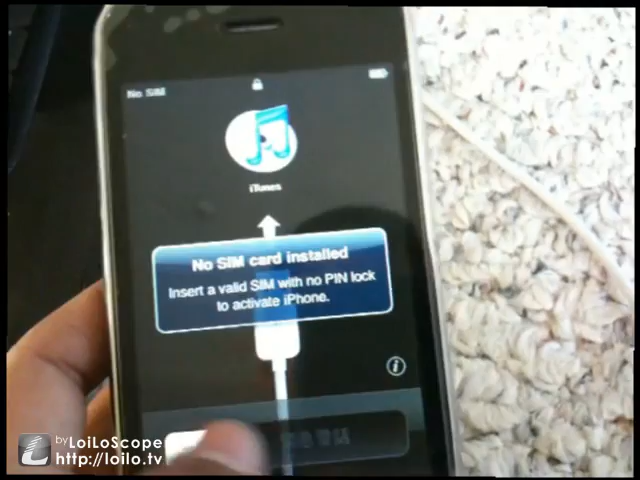 No SIM
iTunes
No SIM card installed
Insert a valid SIM with no PIN lock
to activate iPhone.
by LoiLoScope
http://loilo.tv